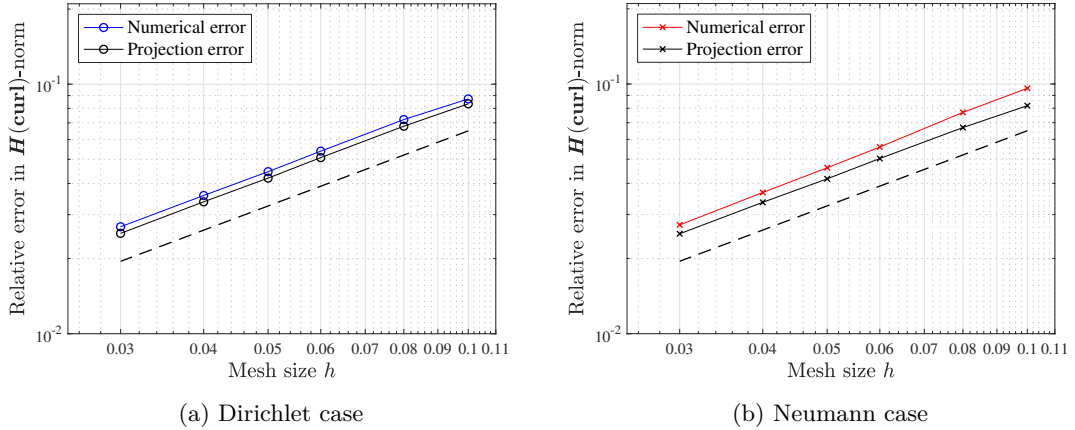 Numerical error
Projection error
Relative error in H(curl)-norm
10^-1
10^-2
0.03 0.04 0.05 0.06 0.07 0.08 0.09 0.1 0.11
Mesh size h
(a) Dirichlet case
Numerical error
Projection error
Relative error in H(curl)-norm
10^-1
10^-2
0.03 0.04 0.05 0.06 0.07 0.08 0.09 0.1 0.11
Mesh size h
(b) Neumann case